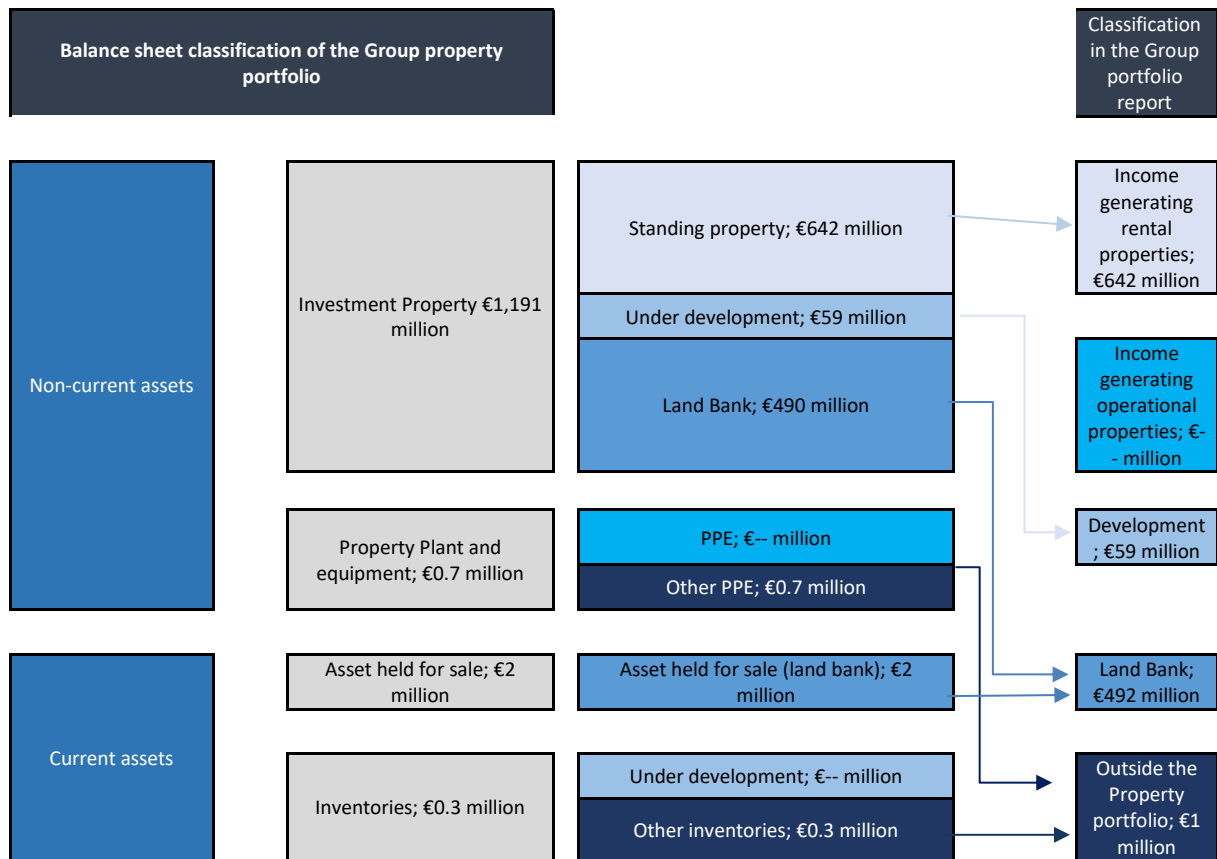 Balance sheet classification of the Group property
portfolio
Classification
in the Group
portfolio
report
Non-current assets
Investment Property €1,191
million
Standing property; €642 million
Under development; €59 million
Land Bank; €490 million
Income
generating
rental
properties;
€642 million
Income
generating
operational
properties; €-
- million
Property Plant and
equipment; €0.7 million
PPE; €-- million
Other PPE; €0.7 million
Development
; €59 million
Current assets
Asset held for sale; €2
million
Asset held for sale (land bank); €2
million
Land Bank;
€492 million
Inventories; €0.3 million
Under development; €-- million
Other inventories; €0.3 million
Outside the
Property
portfolio; €1
million